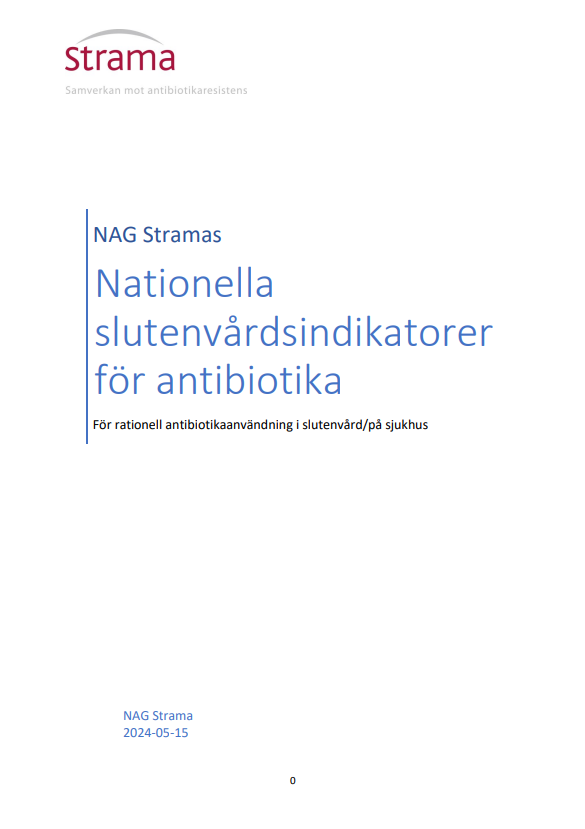 Strama
Samverkan mot antibiotikaresistens
NAG Stramas
Nationella
slutenvårdsindikatorer
för antibiotika
För rationell antibiotikaanvändning i slutenvård/på sjukhus
NAG Strama
2024-05-15
0